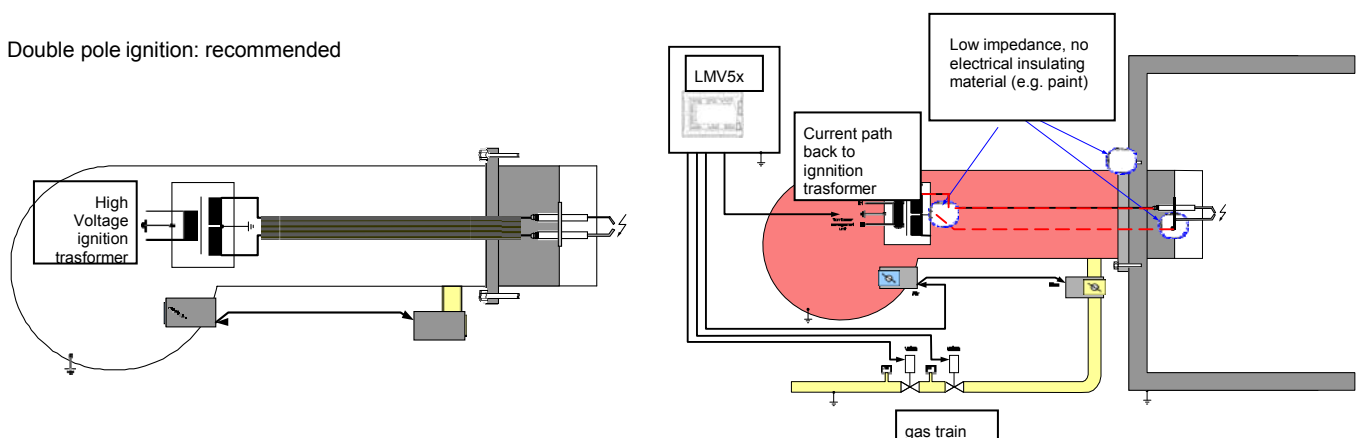 Double pole ignition: recommended
High
Voltage
ignition
trasformer
LMV5x
Low impedance, no
electrical insulating
material (e.g. paint)
Current path
back to
ignnition
trasformer
gas train